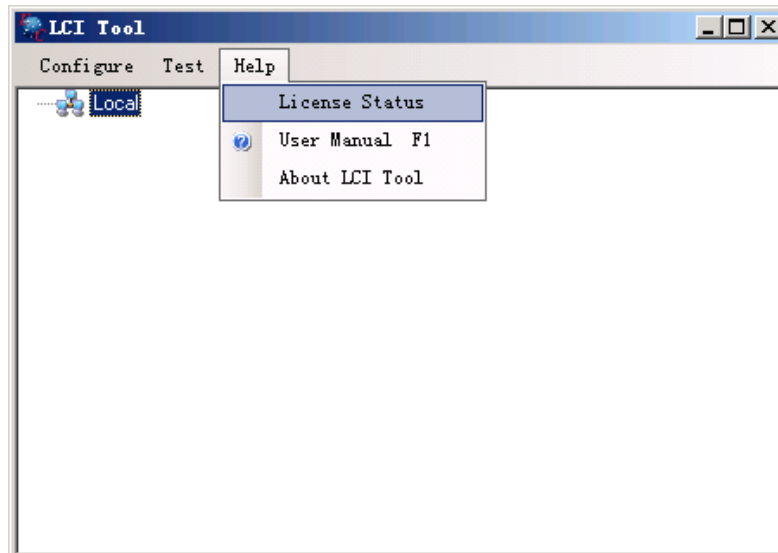 LCI Tool
Configure Test Help
Local
License Status
User Manual F1
About LCI Tool